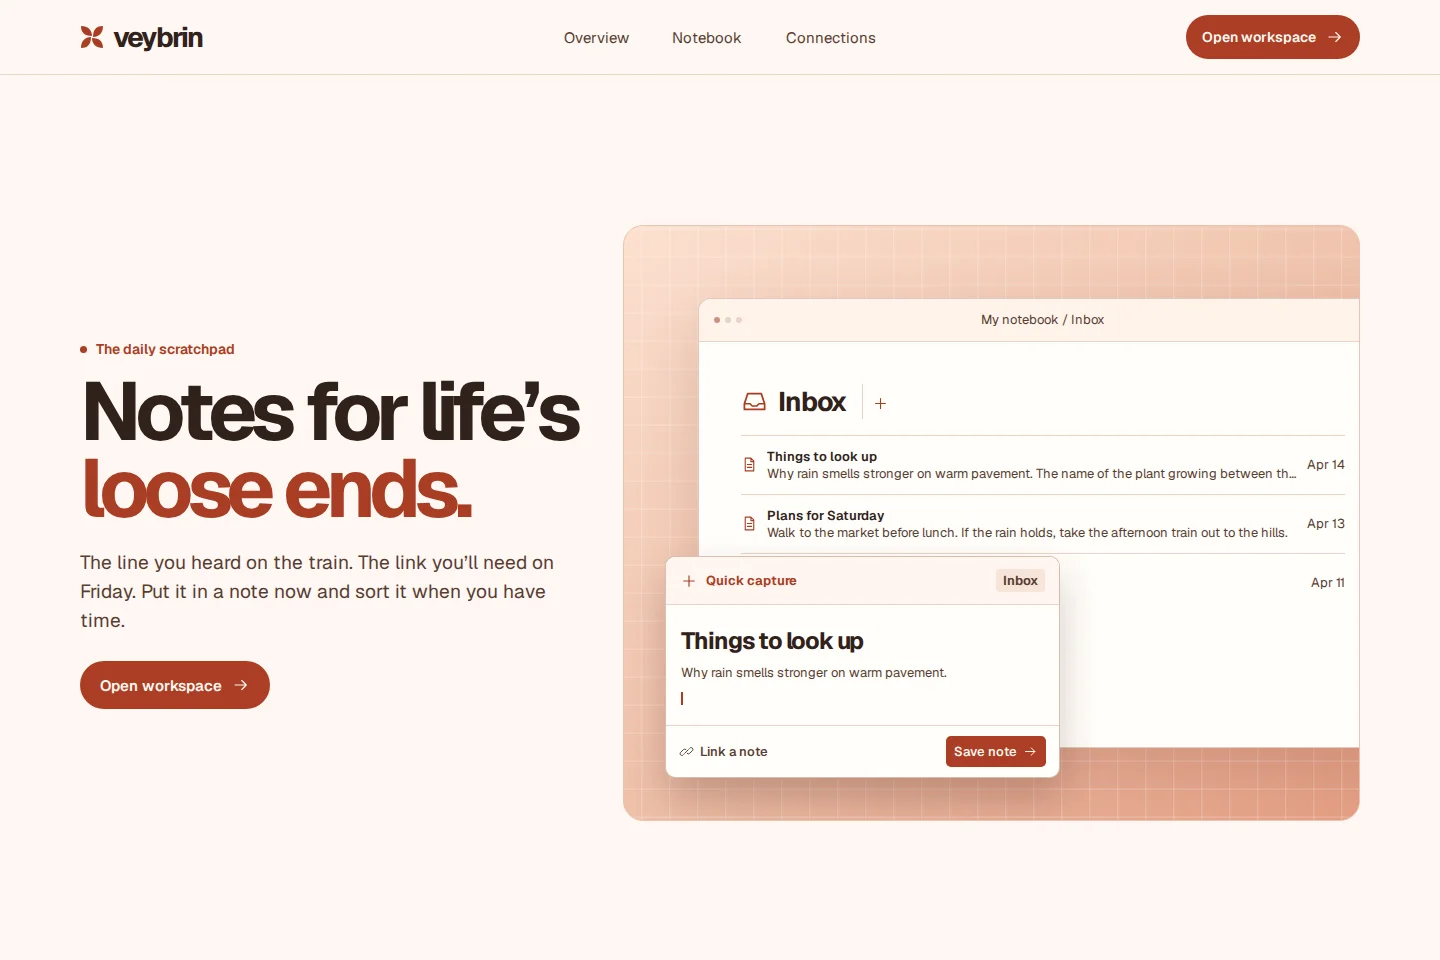 veybrin
Overview
Notebook
Connections
Open workspace
The daily scratchpad
Notes for life’s
loose ends.
The line you heard on the train. The link you’ll need on
Friday. Put it in a note now and sort it when you have
time.
Open workspace
My notebook / Inbox
Inbox
Things to look up
Why rain smells stronger on warm pavement. The name of the plant growing between th...
Apr 14
Plans for Saturday
Walk to the market before lunch. If the rain holds, take the afternoon train out to the hills.
Apr 13
Apr 11
Quick capture
Inbox
Things to look up
Why rain smells stronger on warm pavement.
Link a note
Save note